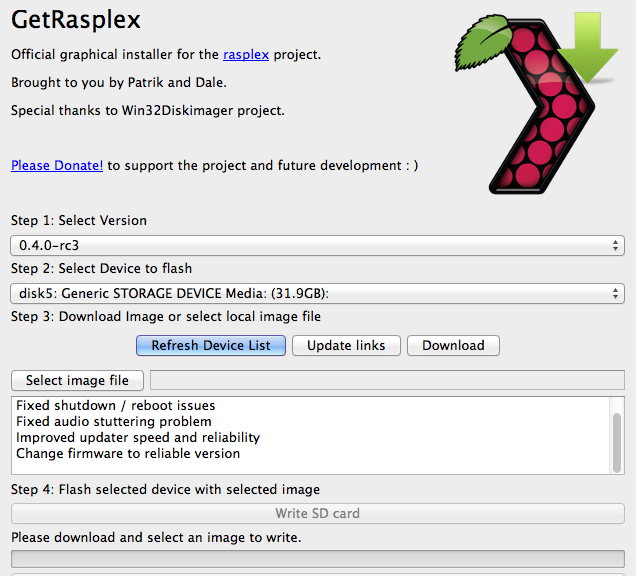 GetRasplex
Official graphical installer for the rasplex project.
Brought to you by Patrik and Dale.
Special thanks to Win32Diskimager project.
Please Donate! to support the project and future development : )
Step 1: Select Version
0.4.0-rc3
Step 2: Select Device to flash
disk5: Generic STORAGE DEVICE Media: (31.9GB):
Step 3: Download Image or select local image file
Refresh Device List
Update links
Download
Select image file
Fixed shutdown / reboot issues
Fixed audio stuttering problem
Improved updater speed and reliability
Change firmware to reliable version
Step 4: Flash selected device with selected image
Write SD card
Please download and select an image to write.